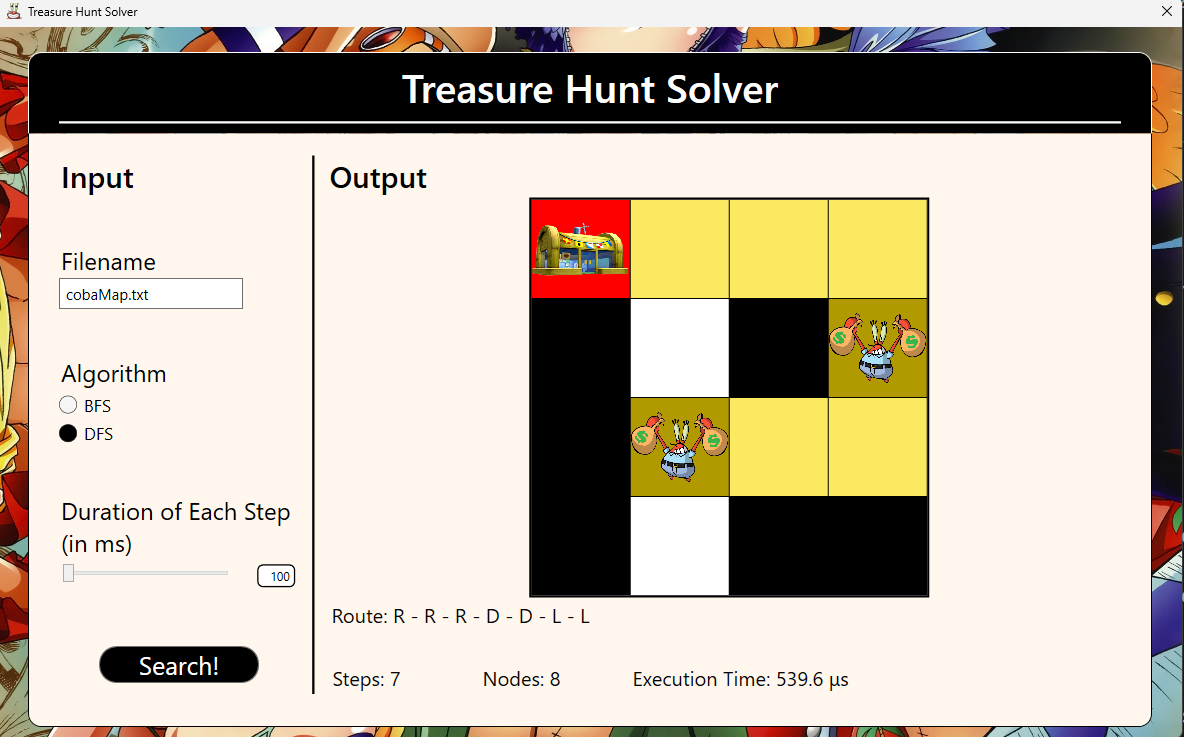 Treasure Hunt Solver
Treasure Hunt Solver
Input
Output
Filename
cobaMap.txt
Algorithm
BFS
DFS
Duration of Each Step
(in ms)
100
Search!
$ $
$ $
Route: R - R - R - D - D - L - L
Steps: 7
Nodes: 8
Execution Time: 539.6 µs